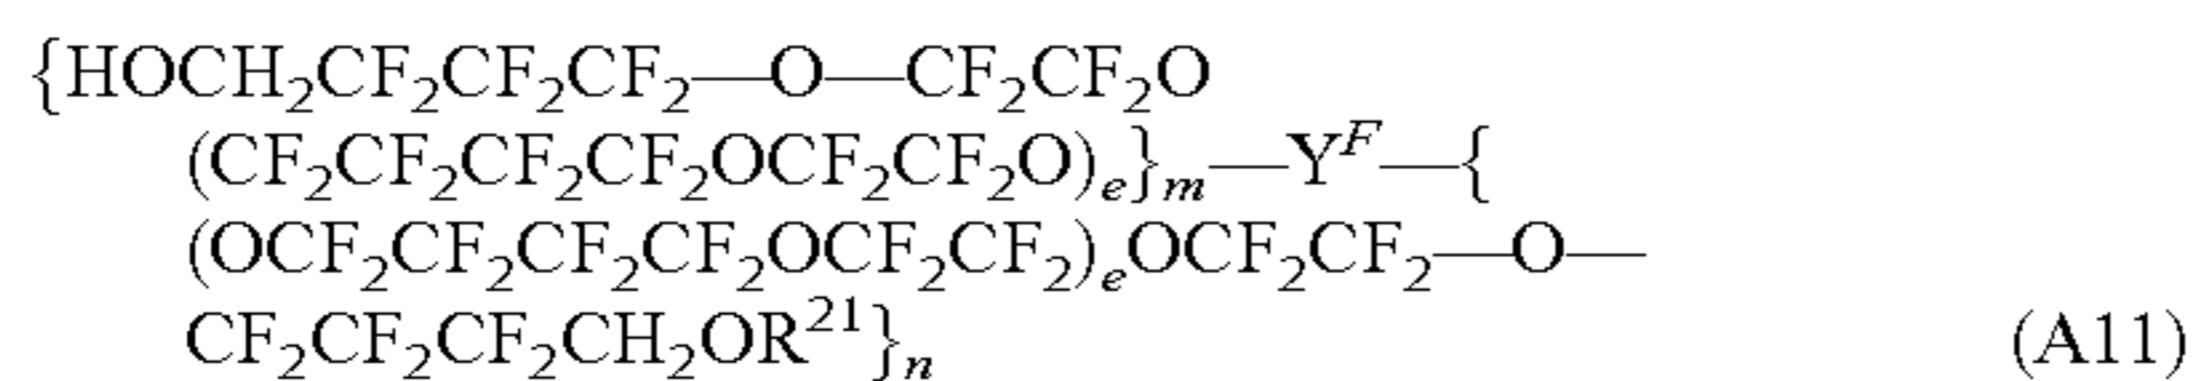 {HOCH₂CF₂CF₂CF₂—O—CF₂CF₂O
(CF₂CF₂CF₂CF₂OCF₂CF₂O)ₑ}ₘ—Yᶠ—{
(OCF₂CF₂CF₂CF₂OCF₂CF₂)ₑOCF₂CF₂—O—
CF₂CF₂CF₂CH₂OR²¹}ₙ (A11)